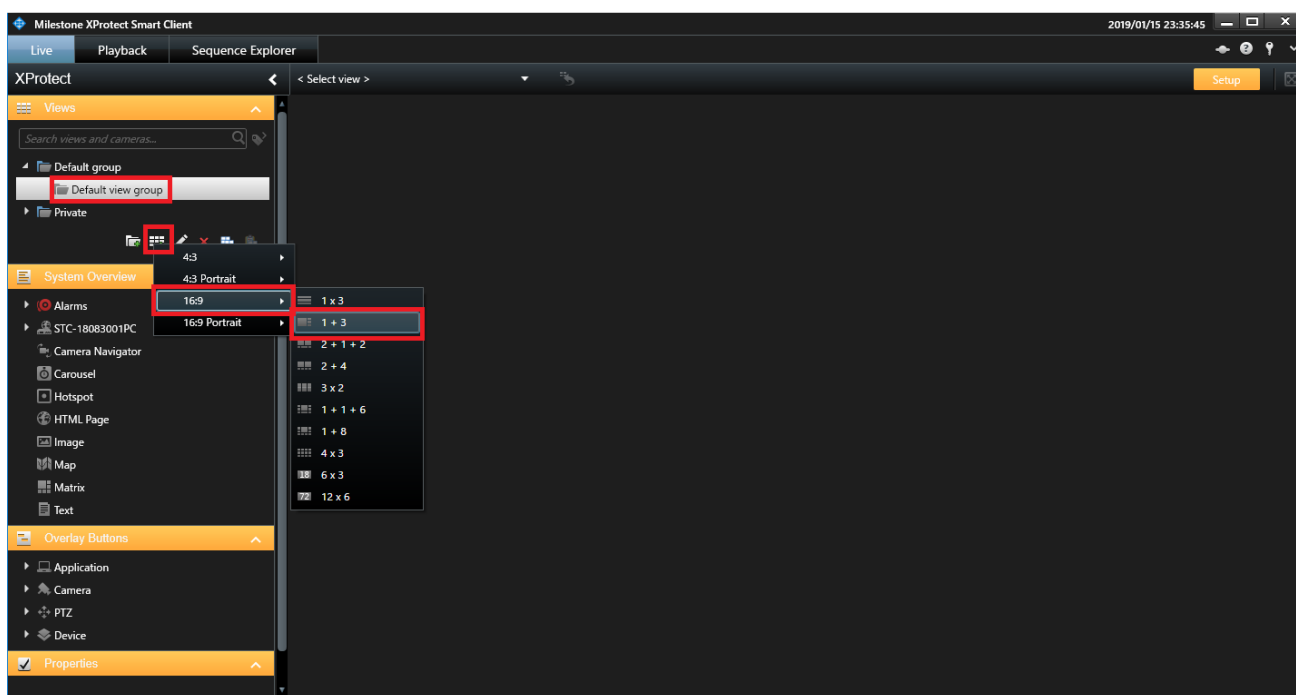 Milestone XProtect Smart Client 2019/01/15 23:35:45
Live Playback Sequence Explorer
XProtect < Select view > Setup
Views
Search views and cameras...
Default group
Default view group
Private
4:3
System Overview 4:3 Portrait
Alarms 16:9 1 x 3
STC-18083001PC 16:9 Portrait 1 + 3
Camera Navigator 2 + 1 + 2
Carousel 2 + 4
Hotspot 3 x 2
HTML Page 1 + 1 + 6
Image 1 + 8
Map 4 x 3
Matrix 18 6 x 3
Text 72 12 x 6
Overlay Buttons
Application
Camera
PTZ
Device
Properties